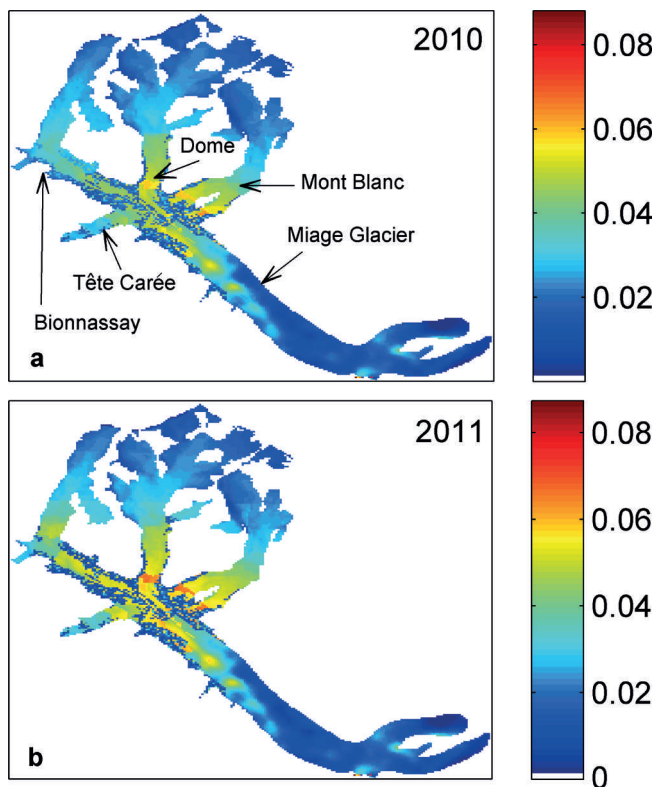 2010
Dome
Mont Blanc
Miage Glacier
Tête Carée
Bionnassay
a
0.08
0.06
0.04
0.02
2011
b
0.08
0.06
0.04
0.02
0